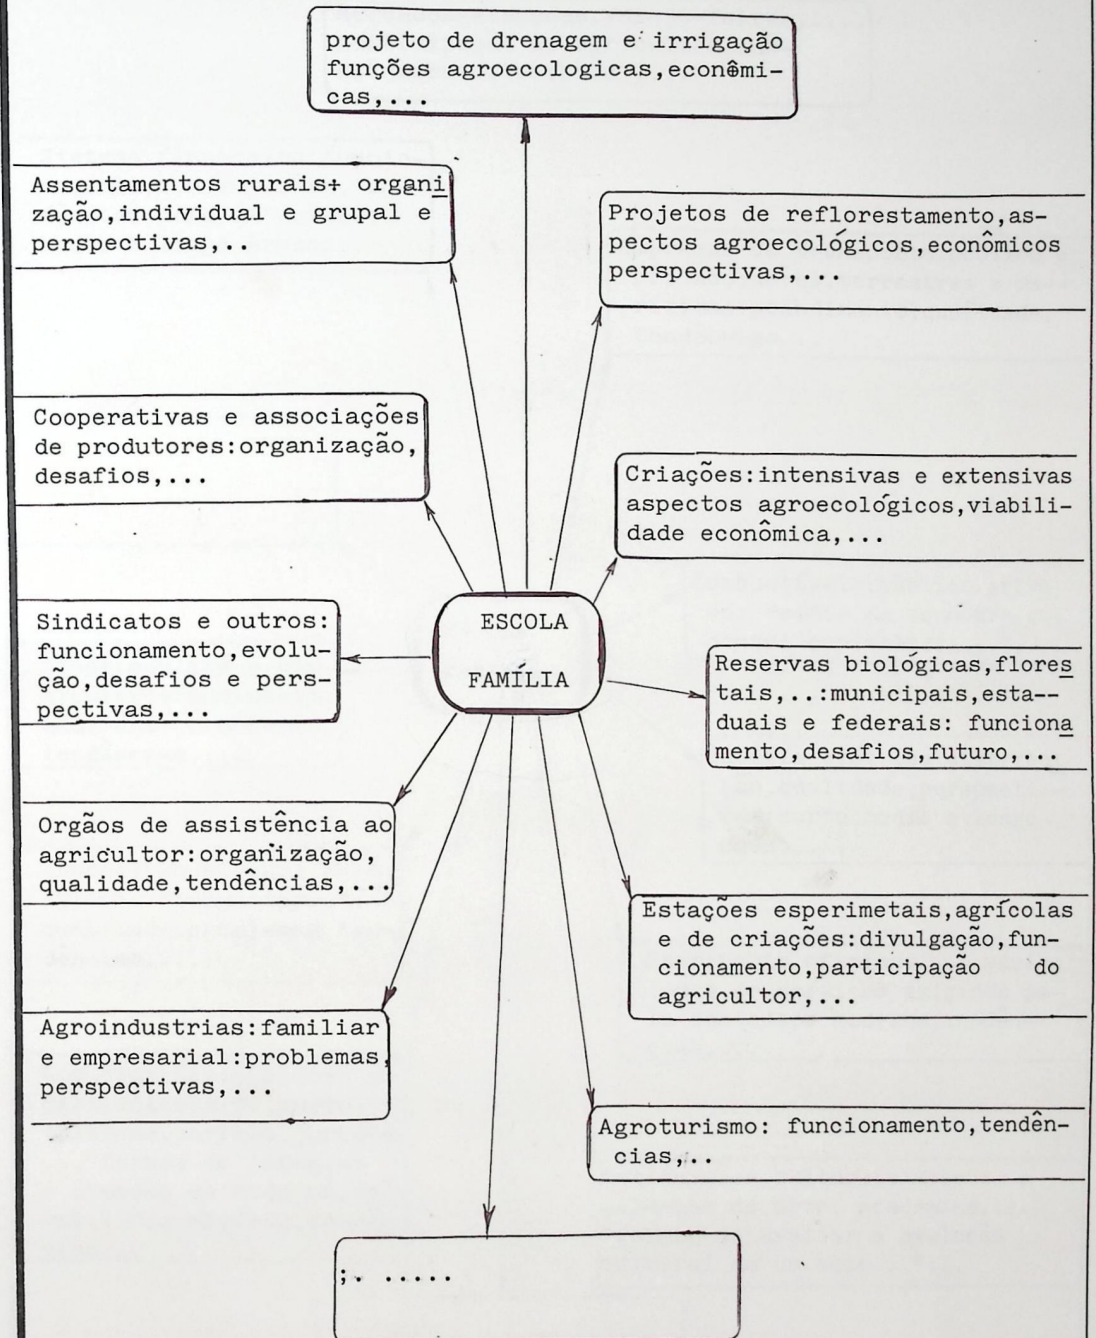 projeto de drenagem e irrigação
funções agroecologicas,econômi-
cas,...
Assentamentos rurais+ organi
zação,individual e grupal e
perspectivas,..
Projetos de reflorestamento,as-
pectos agroecológicos,econômicos
perspectivas,...
Cooperativas e associações
de produtores:organização,
desafios,...
Criações:intensivas e extensivas
aspectos agroecológicos,viabili-
dade econômica,...
Sindicatos e outros:
funcionamento,evolu-
ção,desafios e pers-
pectivas,...
ESCOLA
FAMÍLIA
Reservas biológicas,flores
tais,..:municipais,esta--
duais e federais: funciona
mento,desafios,futuro,...
Orgãos de assistência ao
agricultor:organização,
qualidade,tendências,...
Estações esperimetais,agrícolas
e de criações:divulgação,fun-
cionamento,participação do
agricultor,...
Agroindustrias:familiar
e empresarial:problemas,
perspectivas,...
Agroturismo: funcionamento,tendên-
cias,..
;. .....